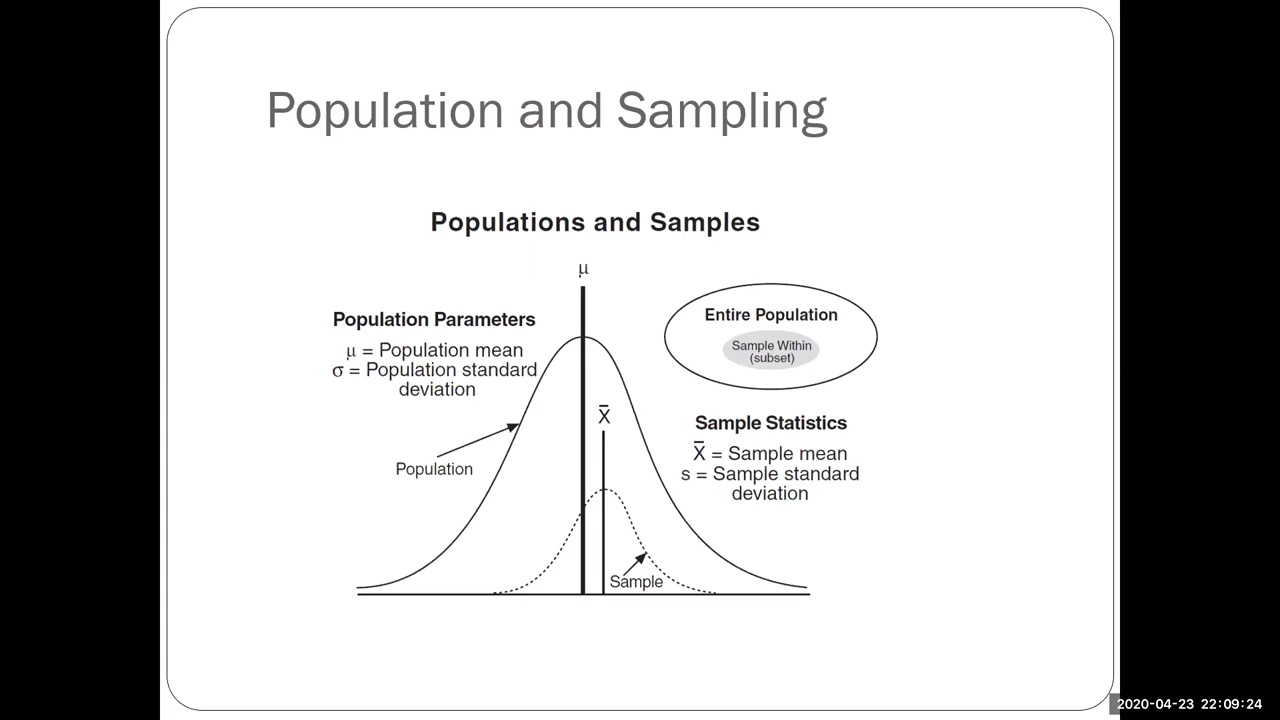 Population and Sampling
Populations and Samples
μ
Population Parameters
μ = Population mean
σ = Population standard
deviation
Entire Population
Sample Within
(subset)
X̄
Sample Statistics
X̄ = Sample mean
s = Sample standard
deviation
Population
Sample
2020-04-23 22:09:24